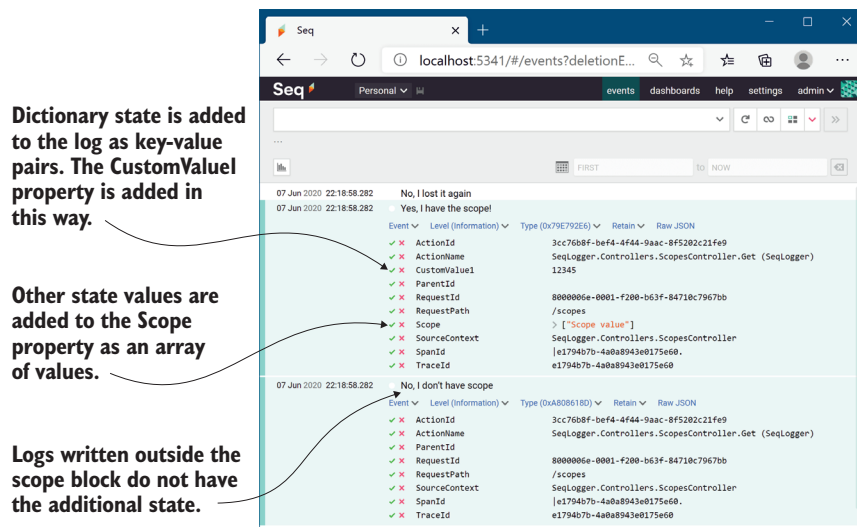 Seq
localhost:5341/#/events?deletionE...
Seq
Personal
events dashboards help settings admin
...
FIRST to NOW
Dictionary state is added
to the log as key-value
pairs. The CustomValueI
property is added in
this way.
Other state values are
added to the Scope
property as an array
of values.
Logs written outside the
scope block do not have
the additional state.
07 Jun 2020 22:18:58.282 No, I lost it again
07 Jun 2020 22:18:58.282 Yes, I have the scope!
Event Level (Information) Type (0x79E792E6) Retain Raw JSON
ActionId 3cc76b8f-bef4-4f44-9aac-8f5202c21fe9
ActionName SeqLogger.Controllers.ScopesController.Get (SeqLogger)
CustomValue1 12345
ParentId
RequestId 8000006e-0001-f200-b63f-84710c7967bb
RequestPath /scopes
Scope > ["Scope value"]
SourceContext SeqLogger.Controllers.ScopesController
SpanId |e1794b7b-4a0a8943e0175e60.
TraceId e1794b7b-4a0a8943e0175e60
07 Jun 2020 22:18:58.282 No, I don't have scope
Event Level (Information) Type (0xA808618D) Retain Raw JSON
ActionId 3cc76b8f-bef4-4f44-9aac-8f5202c21fe9
ActionName SeqLogger.Controllers.ScopesController.Get (SeqLogger)
ParentId
RequestId 8000006e-0001-f200-b63f-84710c7967bb
RequestPath /scopes
SourceContext SeqLogger.Controllers.ScopesController
SpanId |e1794b7b-4a0a8943e0175e60.
TraceId e1794b7b-4a0a8943e0175e60